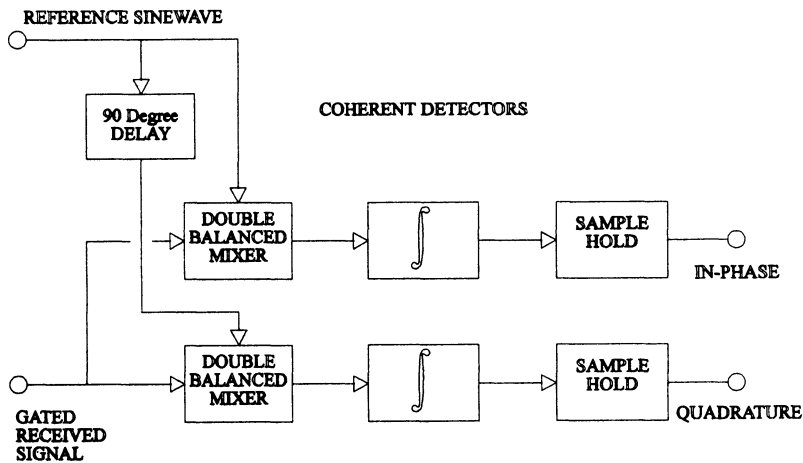 REFERENCE SINEWAVE
90 Degree
DELAY
COHERENT DETECTORS
DOUBLE
BALANCED
MIXER
∫
SAMPLE
HOLD
IN-PHASE
DOUBLE
BALANCED
MIXER
∫
SAMPLE
HOLD
QUADRATURE
GATED
RECEIVED
SIGNAL